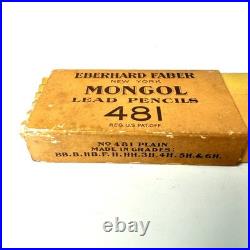 EBERHARD FABER
NEW YORK
MONGOL
LEAD PENCILS
481
REG. U.S. PAT. OFF.
No 481 PLAIN
MADE IN GRADES:
BB, B, HB, F, H, HH, 3H, 4H, 5H, & 6H.